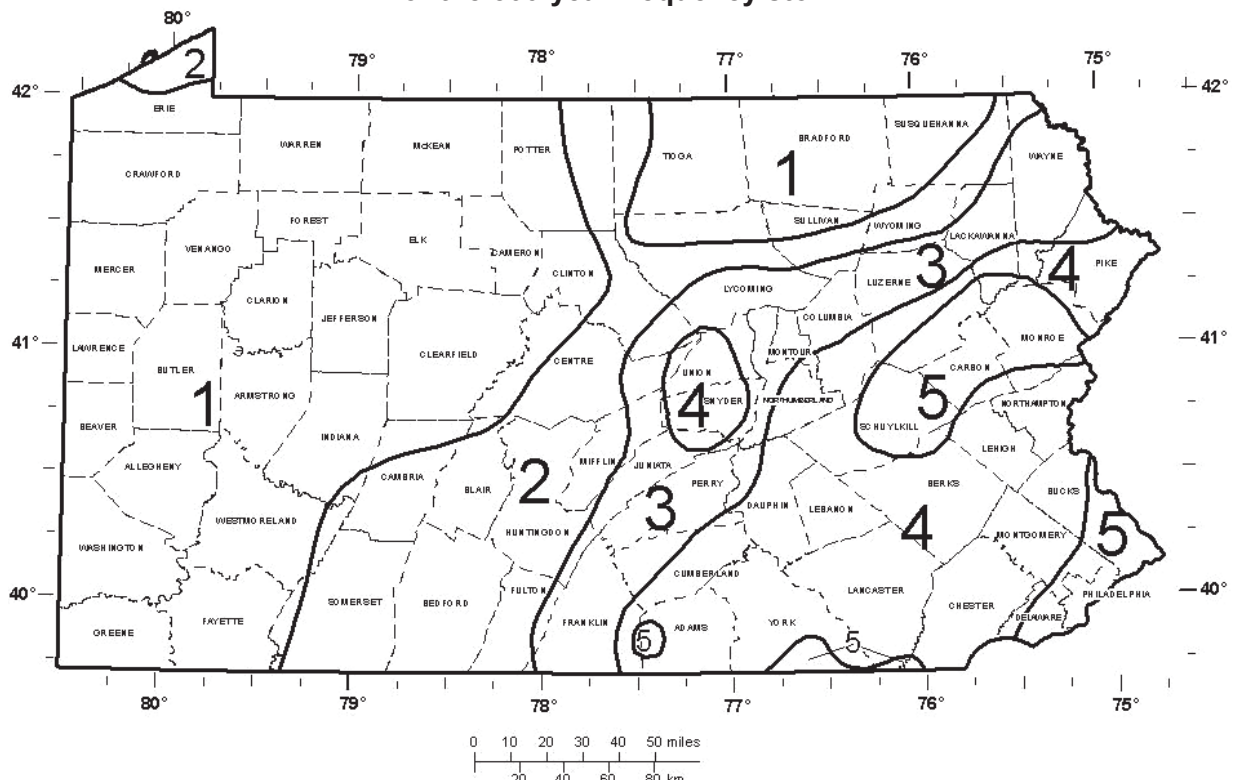 80°
79°
78°
77°
76°
75°
42°
42°
2
ERIE
WARREN
McKEAN
POTTER
TIOGA
BRADFORD
SUSQUEHANNA
WAYNE
CRAWFORD
1
FOREST
ELK
SULLIVAN
WYOMING
LACKAWANNA
VENANGO
CAMERON
MERCER
CLINTON
3
4
PIKE
LYCOMING
LUZERNE
CLARION
JEFFERSON
COLUMBIA
41°
41°
LAWRENCE
CLEARFIELD
CENTRE
MONTOUR
MONROE
BUTLER
UNION
CARBON
1
ARMSTRONG
4
SNYDER
NORTHUMBERLAND
5
NORTHAMPTON
BEAVER
SCHUYLKILL
INDIANA
LEHIGH
ALLEGHENY
MIFFLIN
JUNIATA
CAMBRIA
BLAIR
2
PERRY
BERKS
BUCKS
3
DAUPHIN
LEBANON
WESTMORELAND
HUNTINGDON
4
MONTGOMERY
5
WASHINGTON
CUMBERLAND
40°
40°
SOMERSET
BEDFORD
FULTON
LANCASTER
CHESTER
PHILADELPHIA
GREENE
FAYETTE
FRANKLIN
5
ADAMS
YORK
DELAWARE
5
80°
79°
78°
77°
76°
75°
0 10 20 30 40 50 miles
20 40 60 80 km